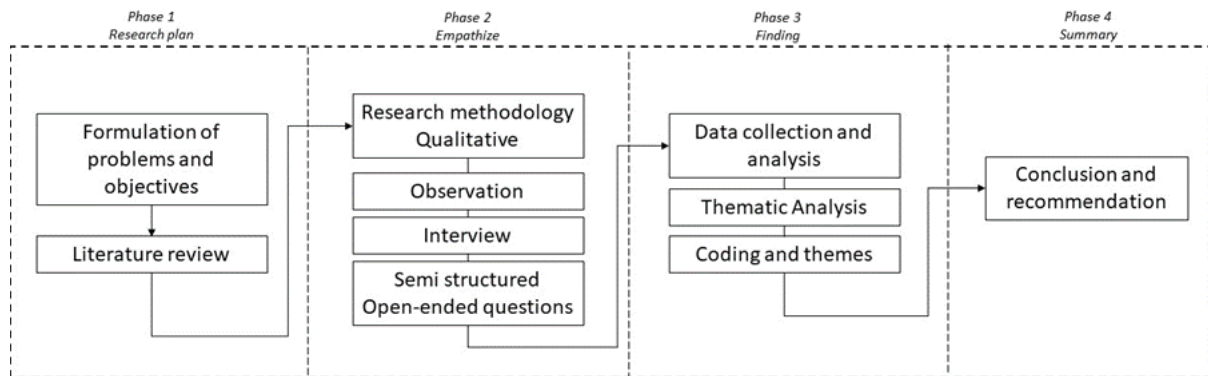 Phase 1
Research plan
Formulation of
problems and
objectives
Literature review
Phase 2
Empathize
Research methodology
Qualitative
Observation
Interview
Semi structured
Open-ended questions
Phase 3
Finding
Data collection and
analysis
Thematic Analysis
Coding and themes
Phase 4
Summary
Conclusion and
recommendation